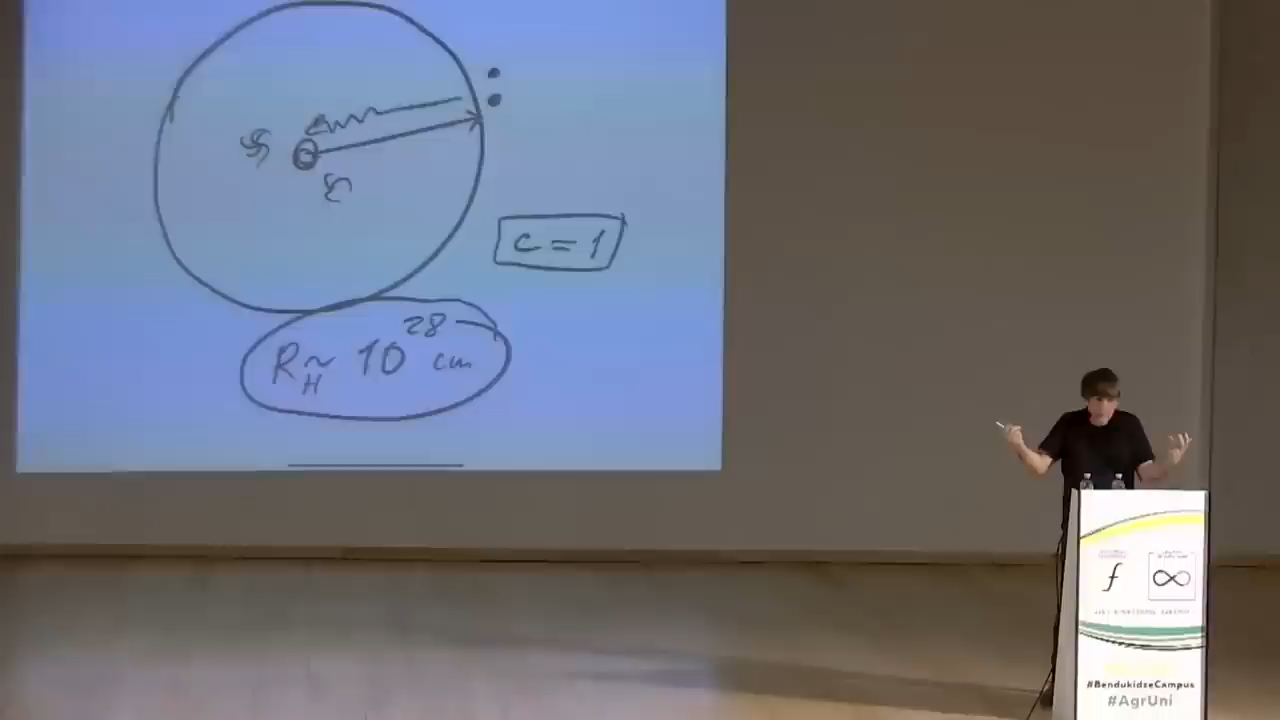 c = 1
R_H ~ 10^28 cm
f
∞
#BendukidzeCampus
#AgrUni